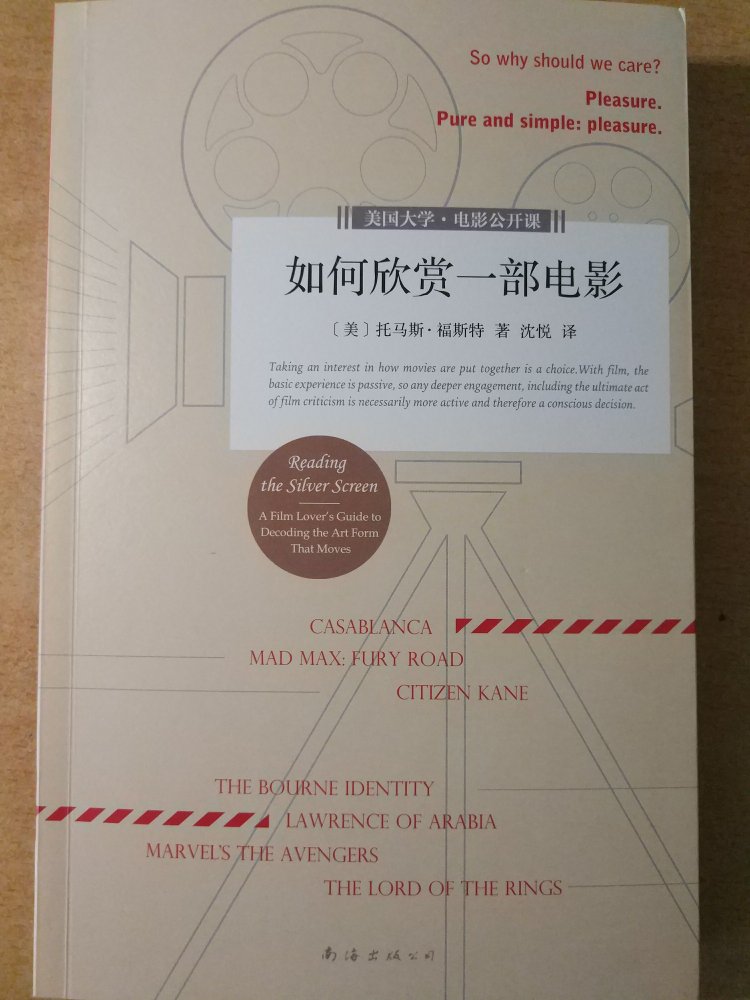 So why should we care?
Pleasure.
Pure and simple: pleasure.
美国大学·电影公开课
如何欣赏一部电影
〔美〕托马斯·福斯特 著 沈悦 译
Taking an interest in how movies are put together is a choice.With film, the
basic experience is passive, so any deeper engagement, including the ultimate act
of film criticism is necessarily more active and therefore a conscious decision.
Reading
the Silver Screen
A Film Lover's Guide to
Decoding the Art Form
That Moves
CASABLANCA
MAD MAX: FURY ROAD
CITIZEN KANE
THE BOURNE IDENTITY
LAWRENCE OF ARABIA
MARVEL'S THE AVENGERS
THE LORD OF THE RINGS
南海出版公司